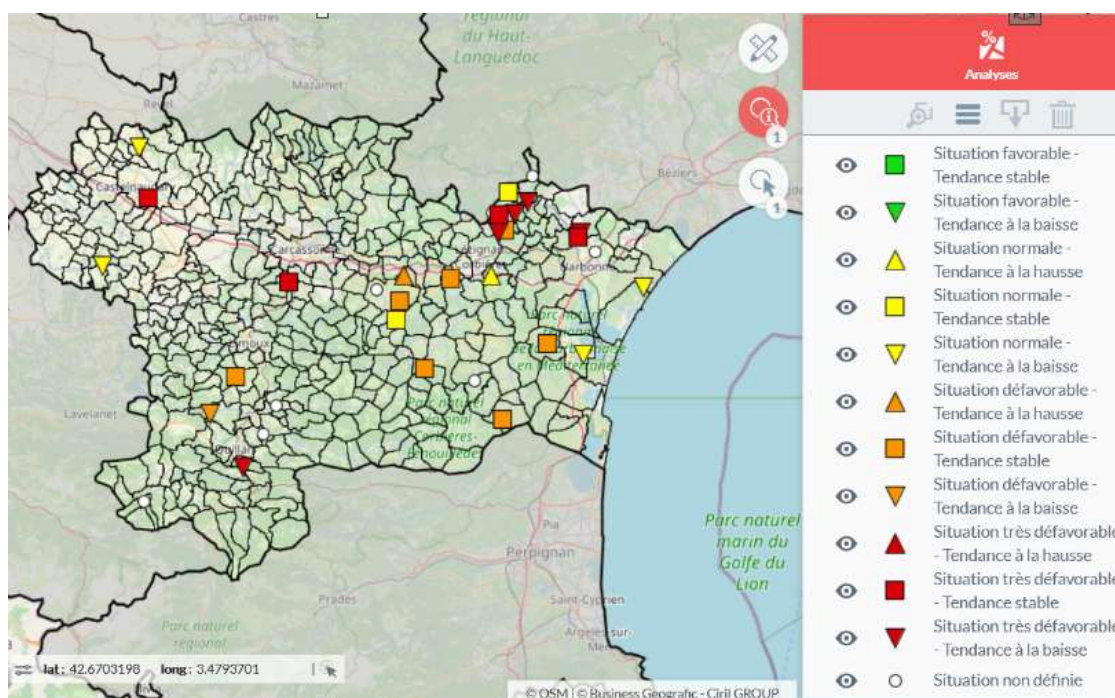 Castres
régional
du Haut-
Languedoc
Mazamet
Revel
Béziers
Castelnaudary
Carcassonne
Narbonne
Limoux
Parc naturel
en Méditerranée
Lavelanet
Parc naturel
régional
Corbières-
Fenouillèdes
Quillan
Pia
Perpignan
Parc naturel
marin du
Golfe du
Lion
Prades
Saint-Cyprien
Argelès-sur-
Parc naturel
régional
lat : 42.6703198 long : 3.4793701
© OSM | © Business Geografic - Ciril GROUP
1
1
%
Analyses
Situation favorable -
Tendance stable
Situation favorable -
Tendance à la baisse
Situation normale -
Tendance à la hausse
Situation normale -
Tendance stable
Situation normale -
Tendance à la baisse
Situation défavorable -
Tendance à la hausse
Situation défavorable -
Tendance stable
Situation défavorable -
Tendance à la baisse
Situation très défavorable
- Tendance à la hausse
Situation très défavorable
- Tendance stable
Situation très défavorable
- Tendance à la baisse
Situation non définie